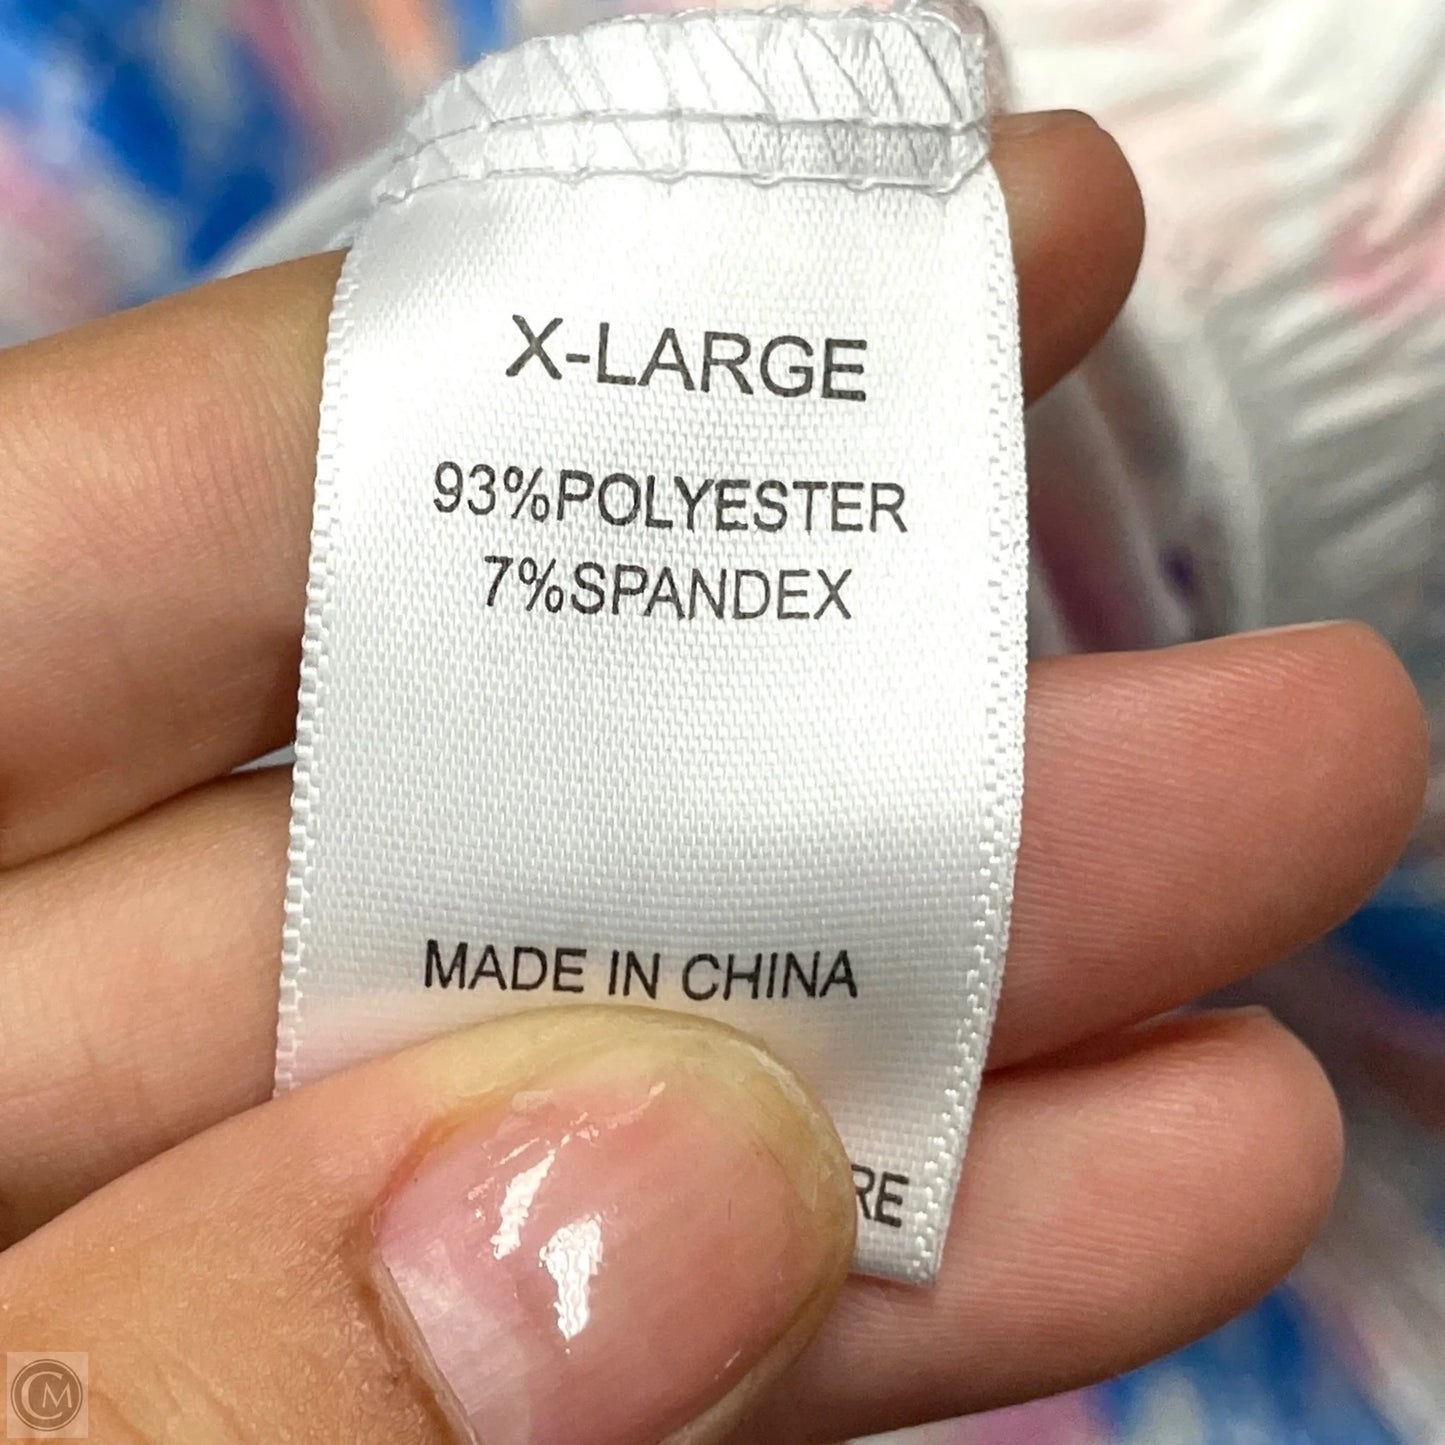 X-LARGE
93%POLYESTER
7%SPANDEX
MADE IN CHINA